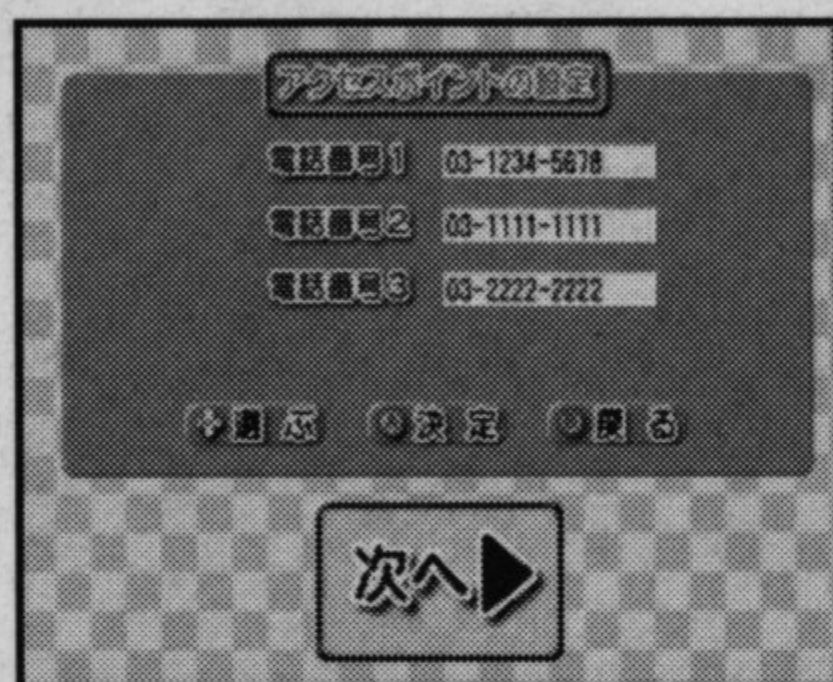 アクセスポイントの設定
電話番号1 03-1234-5678
電話番号2 03-1111-1111
電話番号3 03-2222-2222
選ぶ 決定 戻る
次へ